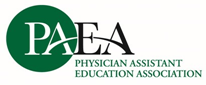 PAEA
PHYSICIAN ASSISTANT
EDUCATION ASSOCIATION